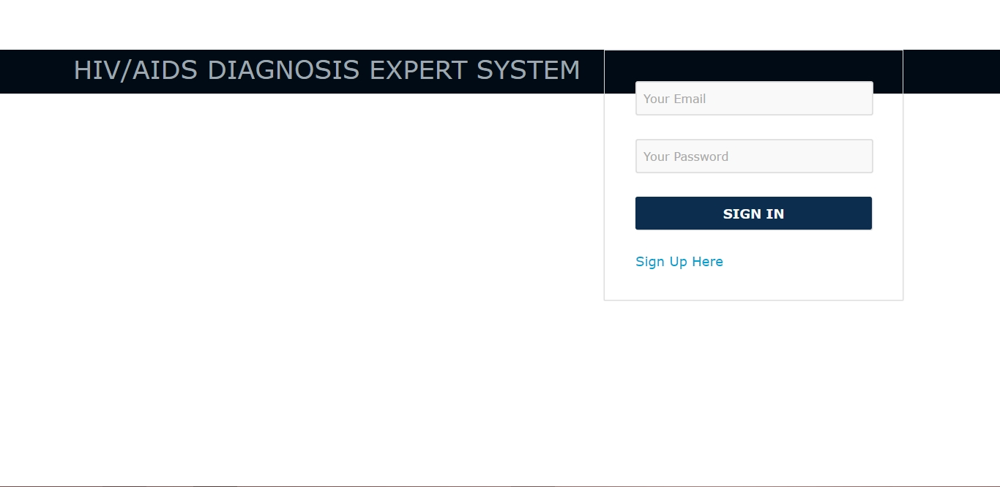 HIV/AIDS DIAGNOSIS EXPERT SYSTEM
Your Email
Your Password
SIGN IN
Sign Up Here